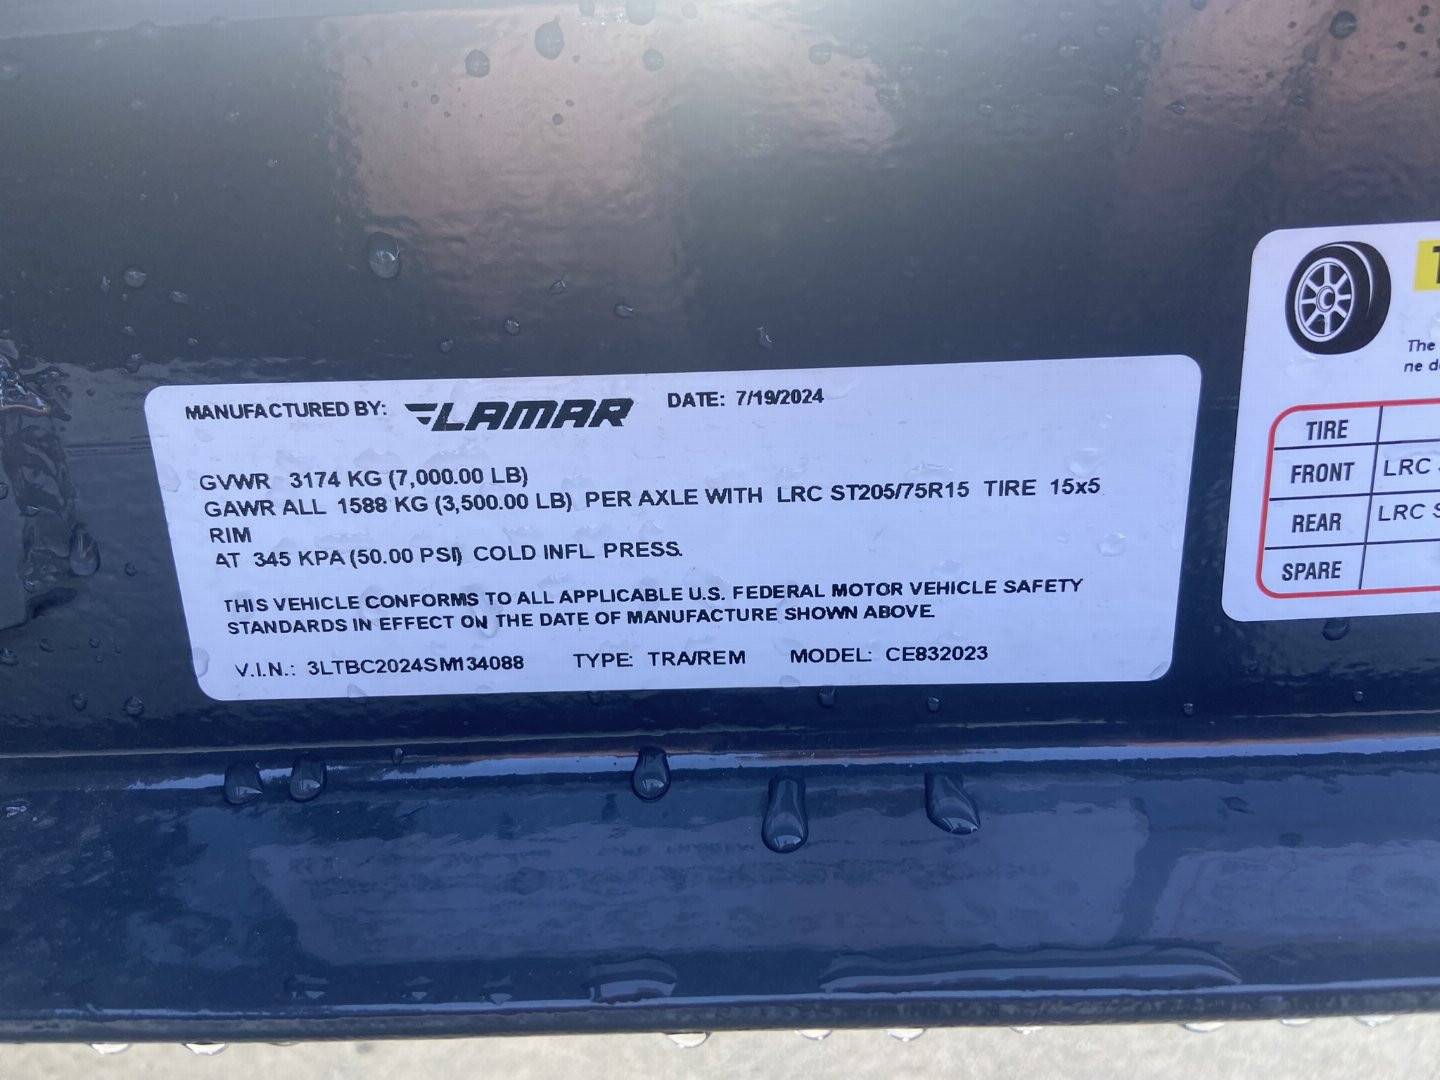 MANUFACTURED BY: LAMAR DATE: 7/19/2024
GVWR 3174 KG (7,000.00 LB)
GAWR ALL 1588 KG (3,500.00 LB) PER AXLE WITH LRC ST205/75R15 TIRE 15x5
RIM
AT 345 KPA (50.00 PSI) COLD INFL. PRESS.
THIS VEHICLE CONFORMS TO ALL APPLICABLE U.S. FEDERAL MOTOR VEHICLE SAFETY
STANDARDS IN EFFECT ON THE DATE OF MANUFACTURE SHOWN ABOVE.
V.I.N.: 3LTBC2024SM134088 TYPE: TRA/REM MODEL: CE832023
The
ne d
TIRE
FRONT LRC
REAR LRC S
SPARE